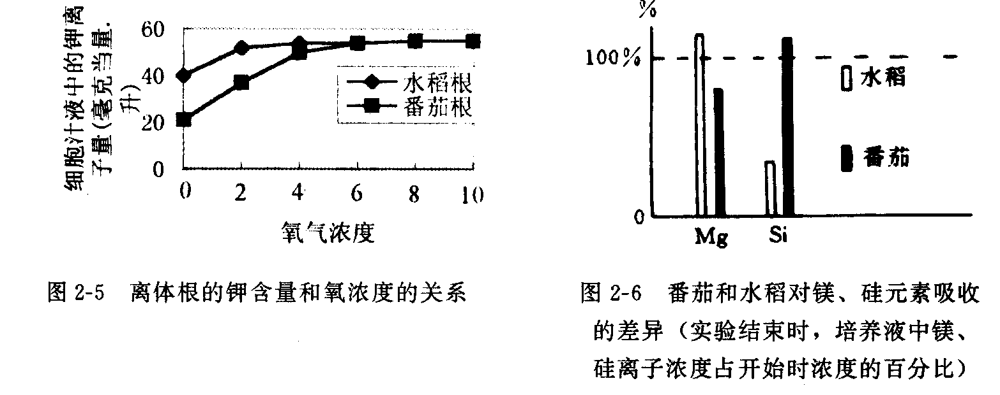 细胞汁液中的钾离
子量(毫克当量.
升)
60
40
20
0
0 2 4 6 8 10
氧气浓度
水稻根
番茄根
图 2-5 离体根的钾含量和氧浓度的关系
%
100%
0
Mg Si
水稻
番茄
图 2-6 番茄和水稻对镁、硅元素吸收
的差异（实验结束时，培养液中镁、
硅离子浓度占开始时浓度的百分比）